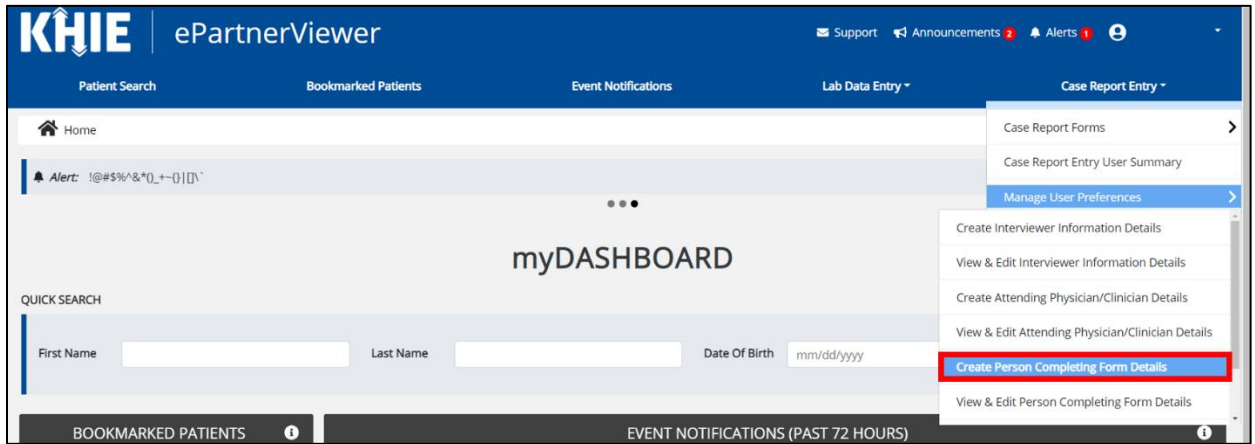 KHIE ePartnerViewer
Support Announcements 2 Alerts 1
Patient Search Bookmarked Patients Event Notifications Lab Data Entry Case Report Entry
Home
Case Report Forms
Case Report Entry User Summary
Alert: !@#$%^&*()_+~{}|[]\`
Manage User Preferences
Create Interviewer Information Details
myDASHBOARD
View & Edit Interviewer Information Details
QUICK SEARCH
Create Attending Physician/Clinician Details
View & Edit Attending Physician/Clinician Details
First Name Last Name Date Of Birth mm/dd/yyyy
Create Person Completing Form Details
View & Edit Person Completing Form Details
BOOKMARKED PATIENTS EVENT NOTIFICATIONS (PAST 72 HOURS)